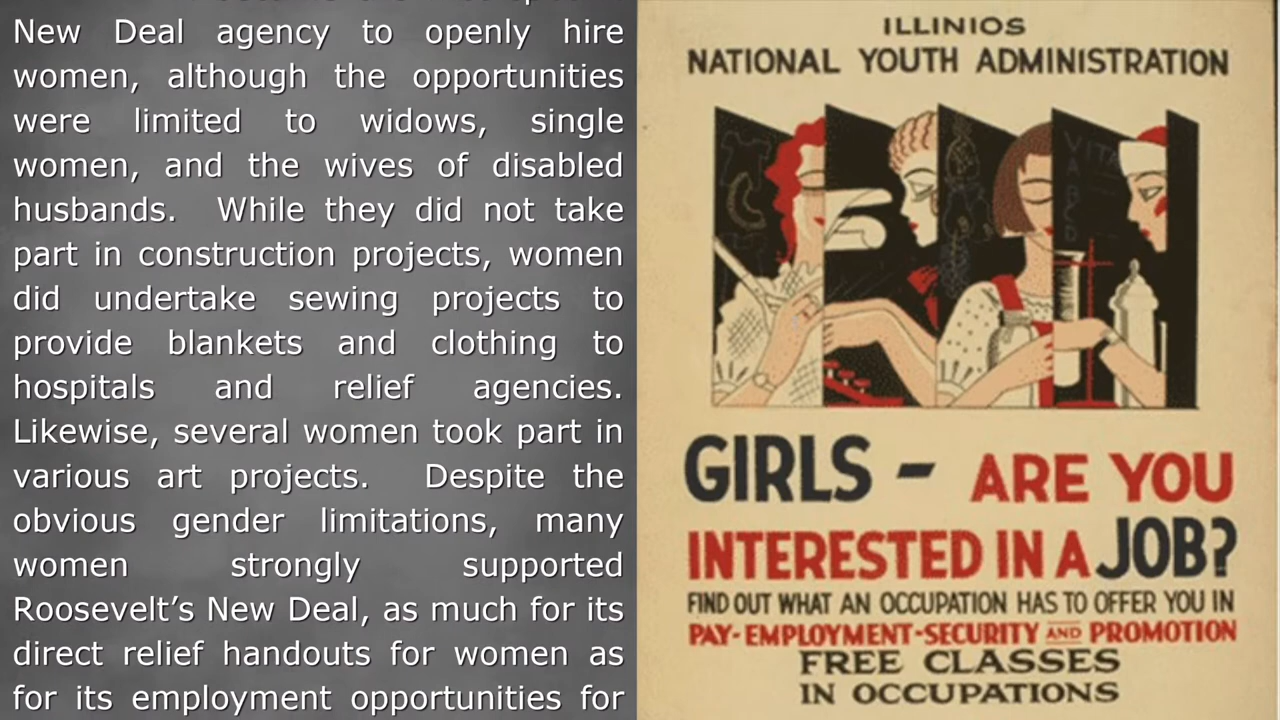 New Deal agency to openly hire
women, although the opportunities
were limited to widows, single
women, and the wives of disabled
husbands. While they did not take
part in construction projects, women
did undertake sewing projects to
provide blankets and clothing to
hospitals and relief agencies.
Likewise, several women took part in
various art projects. Despite the
obvious gender limitations, many
women strongly supported
Roosevelt’s New Deal, as much for its
direct relief handouts for women as
for its employment opportunities for
ILLINIOS
NATIONAL YOUTH ADMINISTRATION
VITA
GIRLS - ARE YOU
INTERESTED IN A JOB?
FIND OUT WHAT AN OCCUPATION HAS TO OFFER YOU IN
PAY-EMPLOYMENT-SECURITY AND PROMOTION
FREE CLASSES
IN OCCUPATIONS